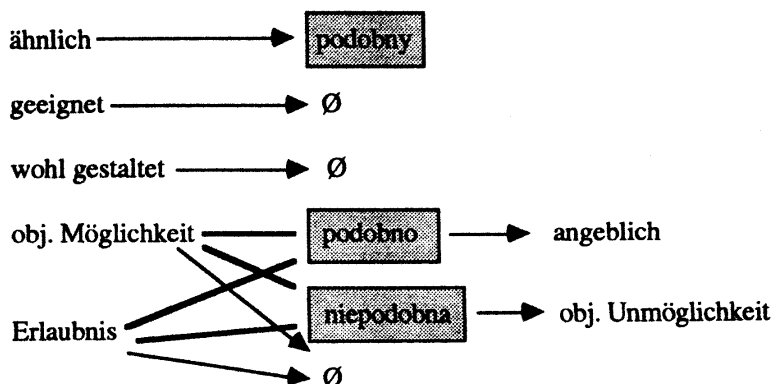 ähnlich podobny
geeignet Ø
wohl gestaltet Ø
obj. Möglichkeit podobno angeblich
niepodobna obj. Unmöglichkeit
Erlaubnis
Ø